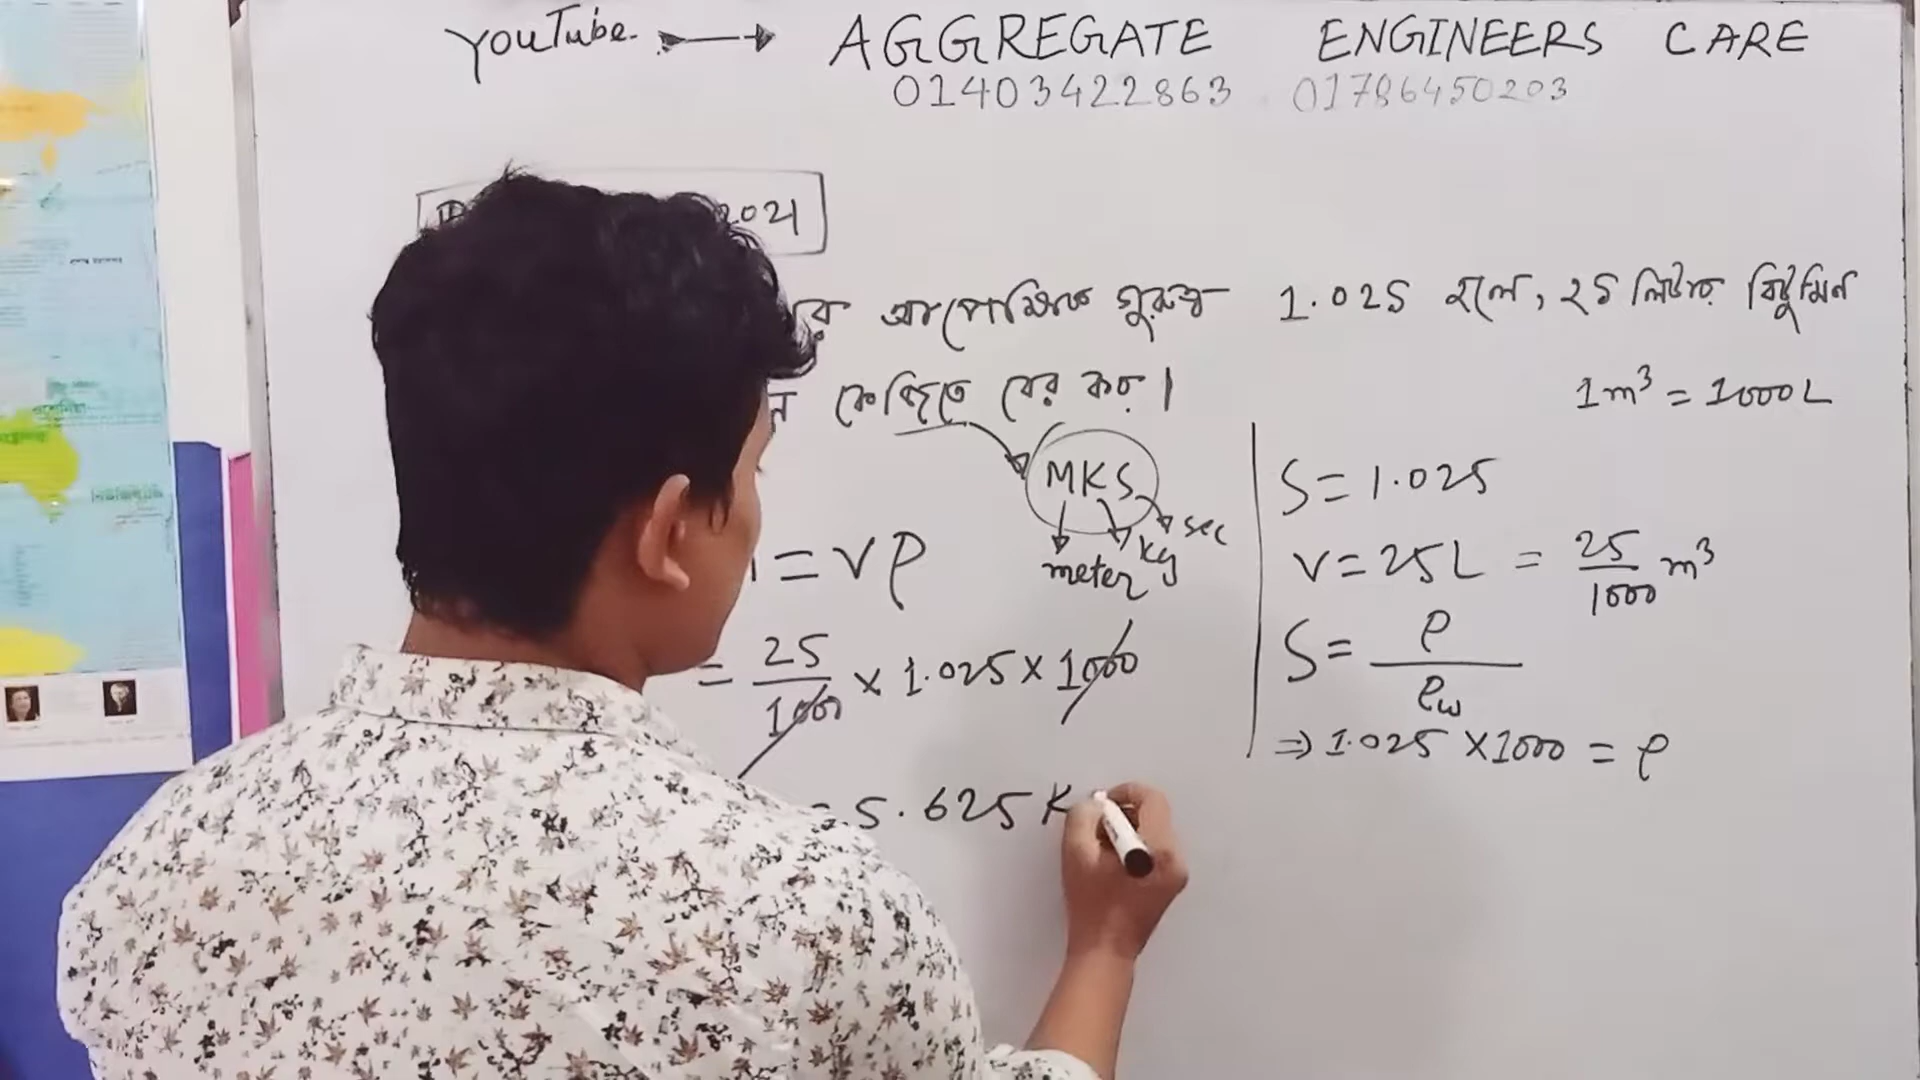 YouTube. → AGGREGATE ENGINEERS CARE
01403422863 01786450203
2021
আপেক্ষিক গুরুত্ব 1.025 হলে, ২৫ লিটার বিটুমিন
কেজিতে বের কর।
1m³ = 1000L
MKS
meter
kg
sec
= vρ
= 25/1000 × 1.025 × 1000
5.625 K
S = 1.025
v = 25L = 25/1000 m³
S = ρ/ρw
⇒ 1.025 × 1000 = ρ